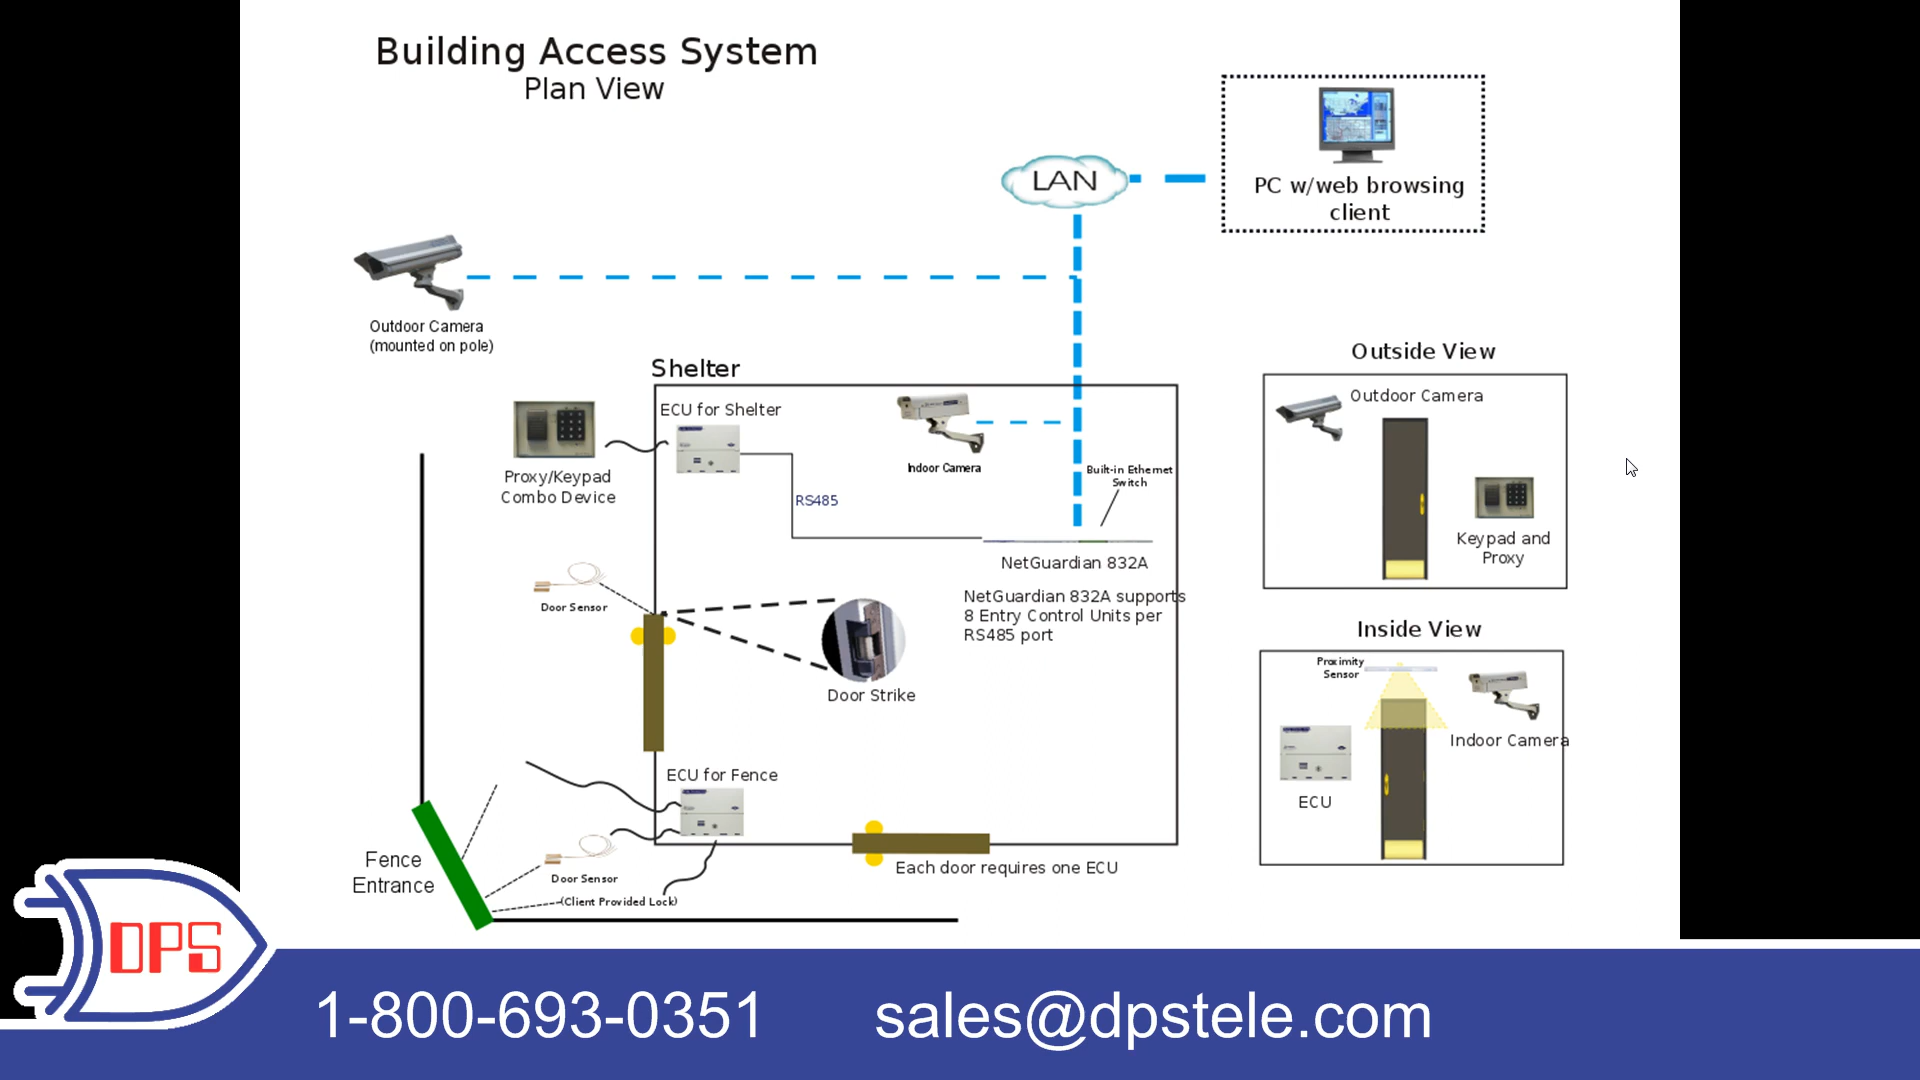 Building Access System
Plan View
LAN
PC w/web browsing
client
Outdoor Camera
(mounted on pole)
Shelter
ECU for Shelter
Proxy/Keypad
Combo Device
RS485
Indoor Camera
Built-in Ethernet
Switch
NetGuardian 832A
NetGuardian 832A supports
8 Entry Control Units per
RS485 port
Door Sensor
Door Strike
ECU for Fence
Each door requires one ECU
Fence
Entrance
Door Sensor
(Client Provided Lock)
Outside View
Outdoor Camera
Keypad and
Proxy
Inside View
Proximity
Sensor
Indoor Camera
ECU
DPS
1-800-693-0351
sales@dpstele.com